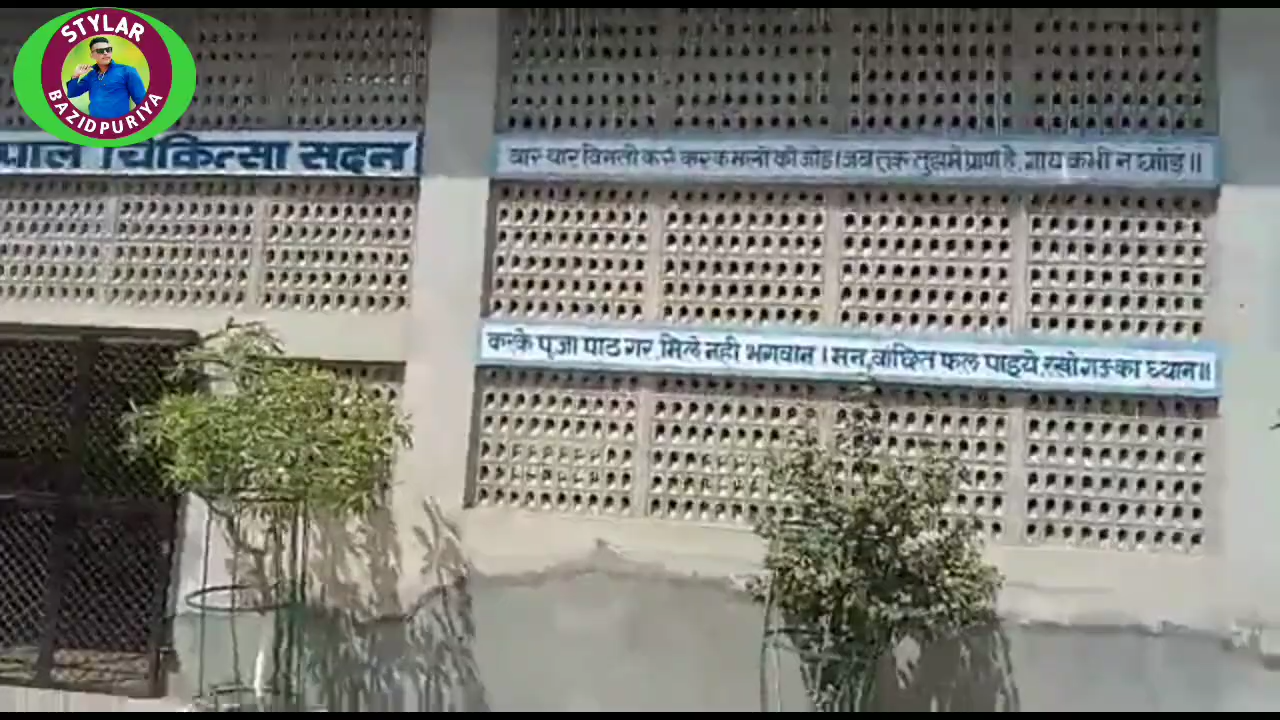 STYLAR
BAZIDPURIYA
पाल चिकित्सा सदन
बार बार विनती करूँ कर कमलो को जोड़ । जब तक तुझमे प्राण है, गाय कभी न छोड़ ॥
करके पूजा पाठ गर, मिले नही भगवान । मन, वांछित फल पाइये, रखो गऊ का ध्यान ॥